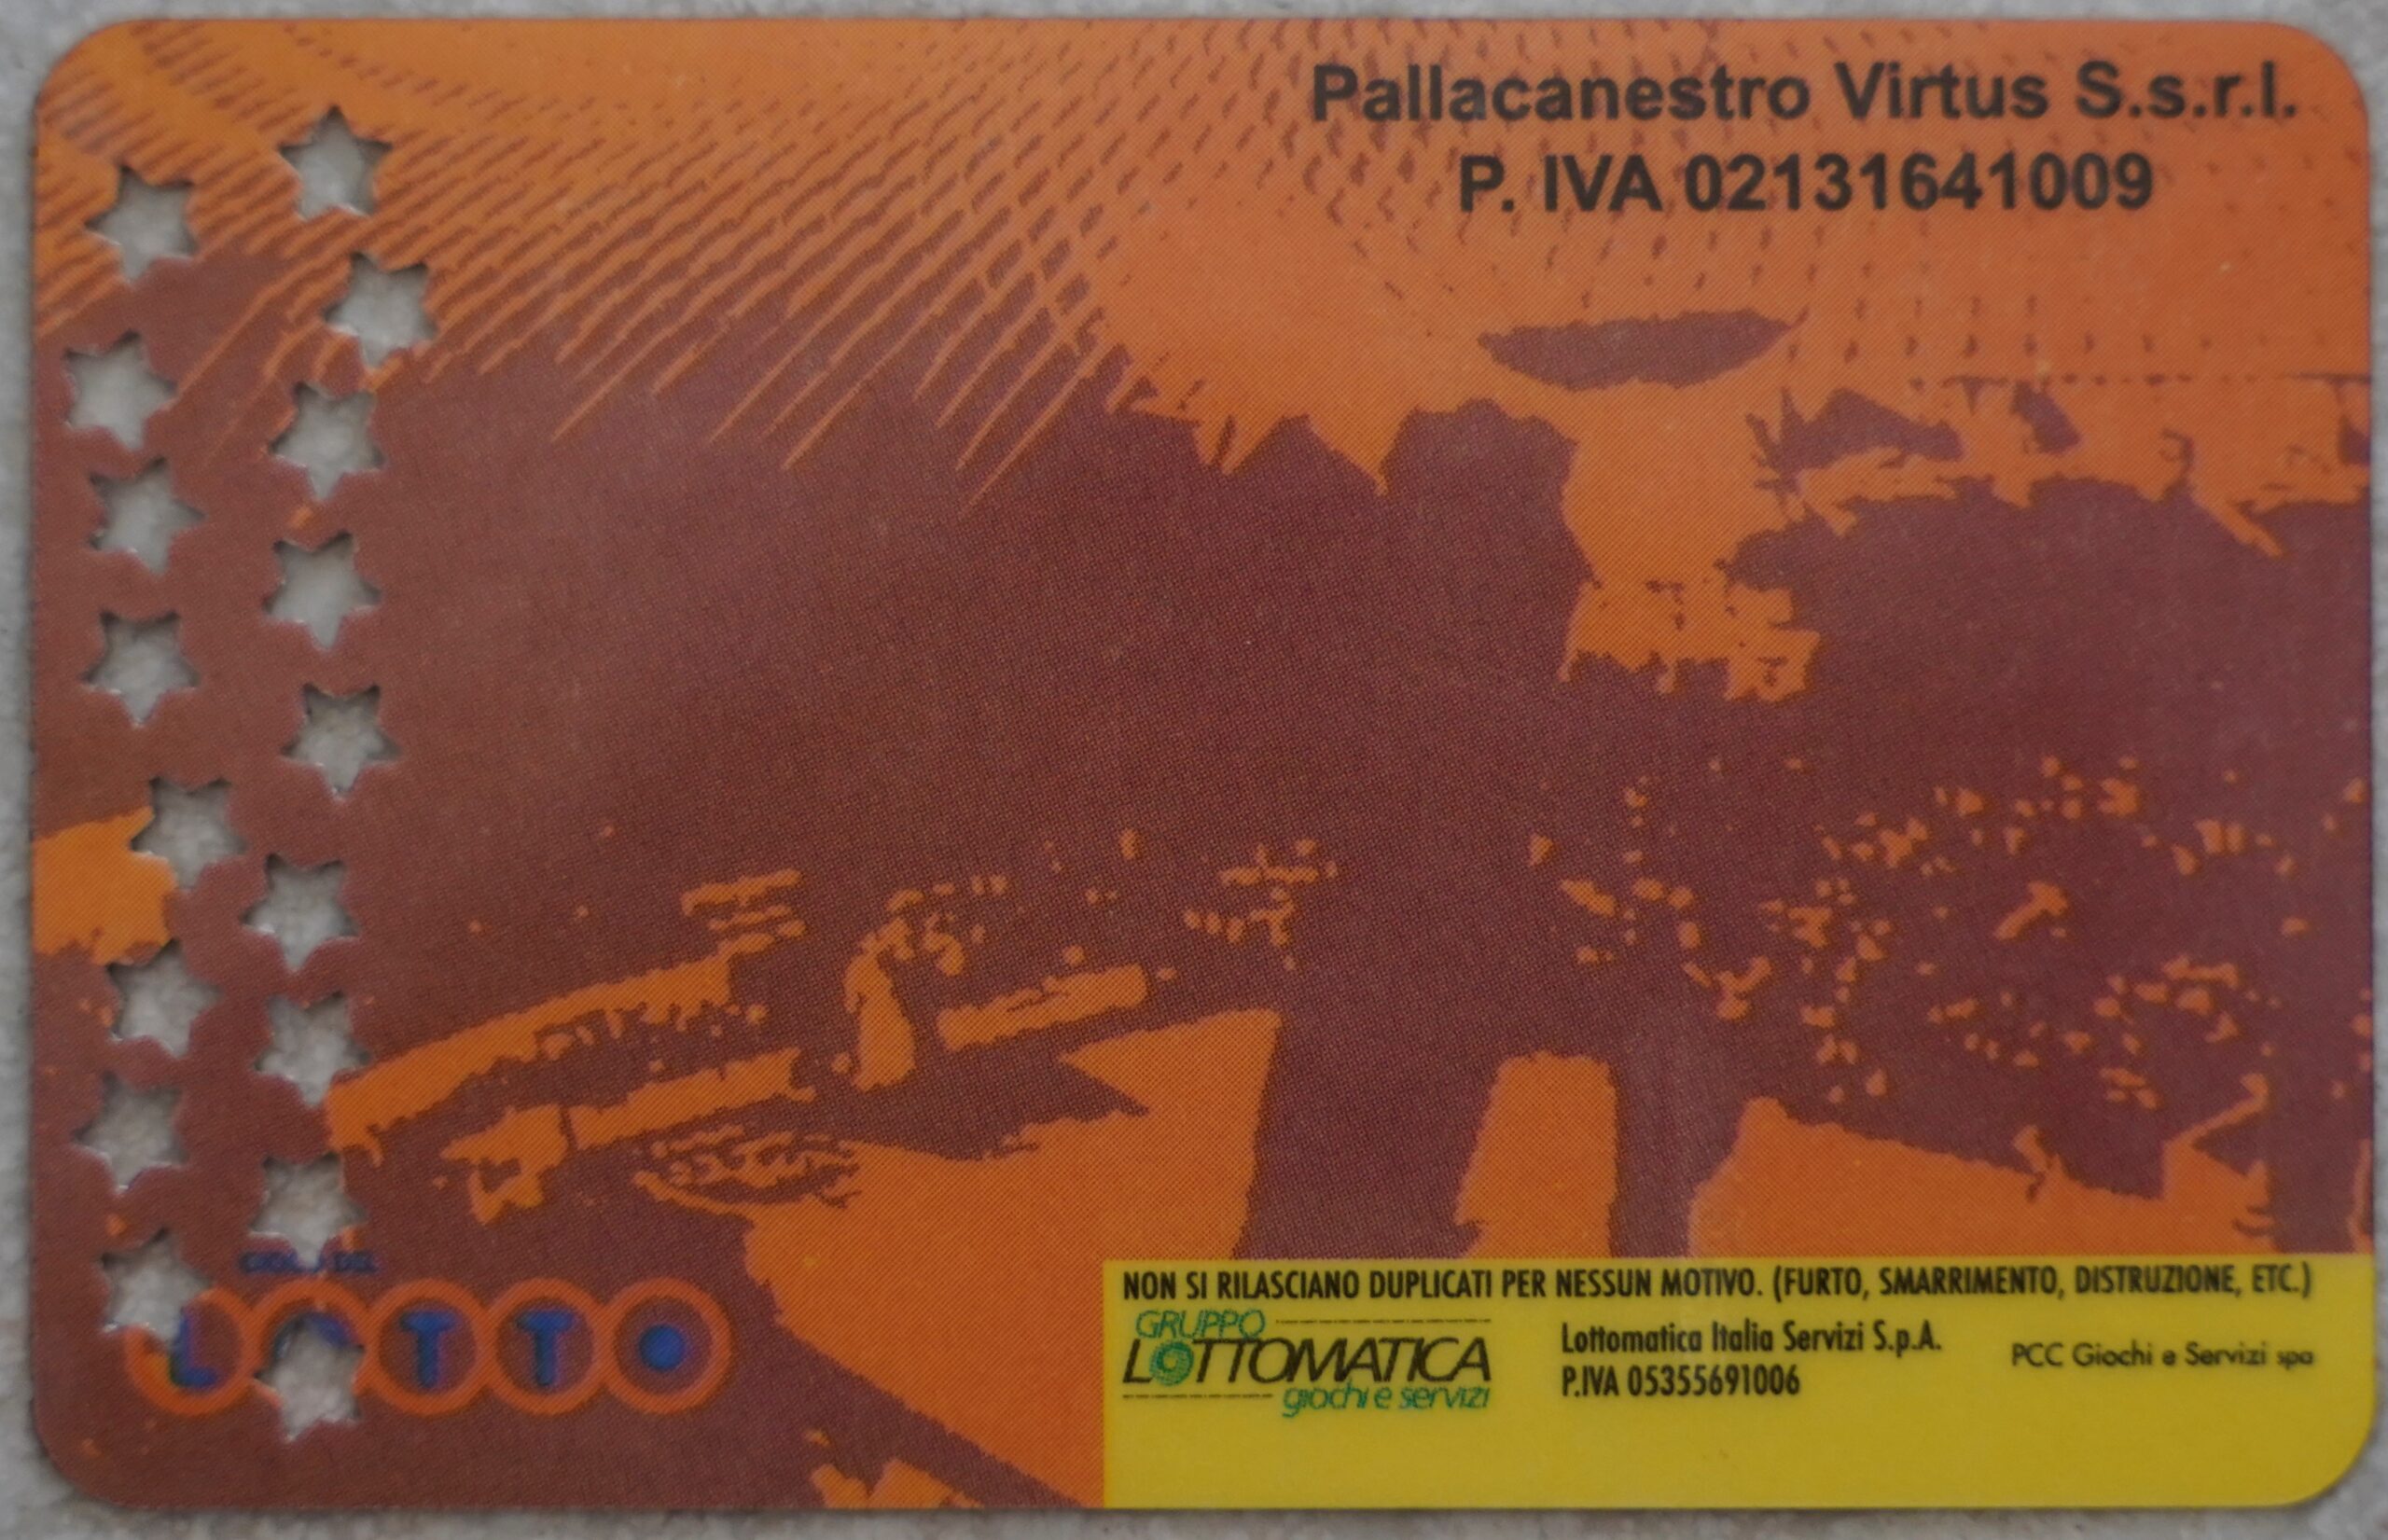 Pallacanestro Virtus S.s.r.l.
P. IVA 02131641009
LOTTO
NON SI RILASCIANO DUPLICATI PER NESSUN MOTIVO. (FURTO, SMARRIMENTO, DISTRUZIONE, ETC.)
GRUPPO
LOTTOMATICA
giochi e servizi
Lottomatica Italia Servizi S.p.A.
P.IVA 05355691006
PCC Giochi e Servizi spa